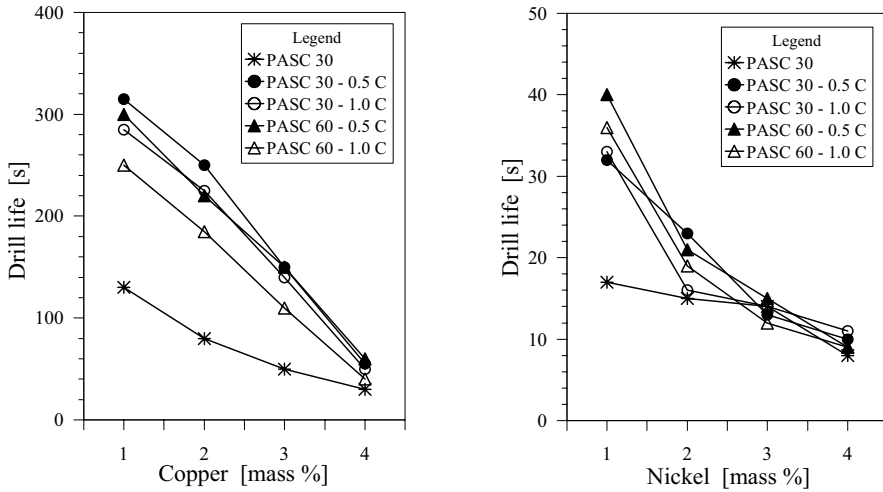 400
300
200
100
0
Drill life [s]
Legend
PASC 30
PASC 30 - 0.5 C
PASC 30 - 1.0 C
PASC 60 - 0.5 C
PASC 60 - 1.0 C
1 2 3 4
Copper [mass %]
50
40
30
20
10
0
Drill life [s]
Legend
PASC 30
PASC 30 - 0.5 C
PASC 30 - 1.0 C
PASC 60 - 0.5 C
PASC 60 - 1.0 C
1 2 3 4
Nickel [mass %]